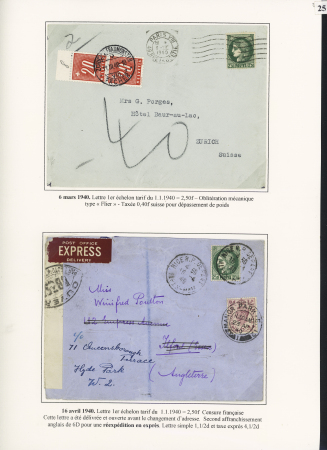 25
20
20
Mrs G. Forges,
Hôtel Baur-au-Lac,
ZURICH
Suisse
40
6 mars 1940. Lettre 1er échelon tarif du 1.1.1940 = 2,50f - Oblitération mécanique
type « Flier » - Taxée 0,40f suisse pour dépassement de poids
POST OFFICE
EXPRESS
DELIVERY
Miss
Winifred Poulton
c/o
71 Queensborough
Terrace
Hyde Park
W. 2.
(Angleterre)
16 avril 1940. Lettre 1er échelon tarif du 1.1.1940 = 2,50f Censure française
Cette lettre a été délivrée et ouverte avant le changement d'adresse. Second affranchissement
anglais de 6D pour une réexpédition en exprès. Lettre simple 1,1/2d et taxe exprès 4,1/2d